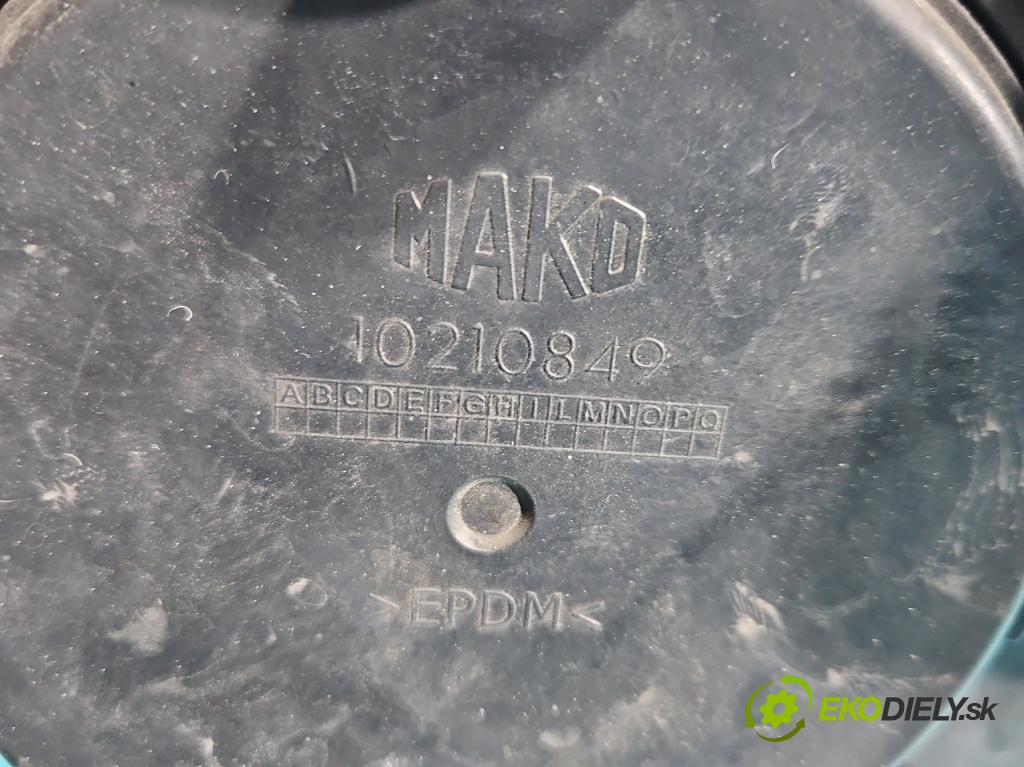 MAKO
10210849
ABCDEFGHILMNOPQ
>EPDM<
EKODIELY.sk